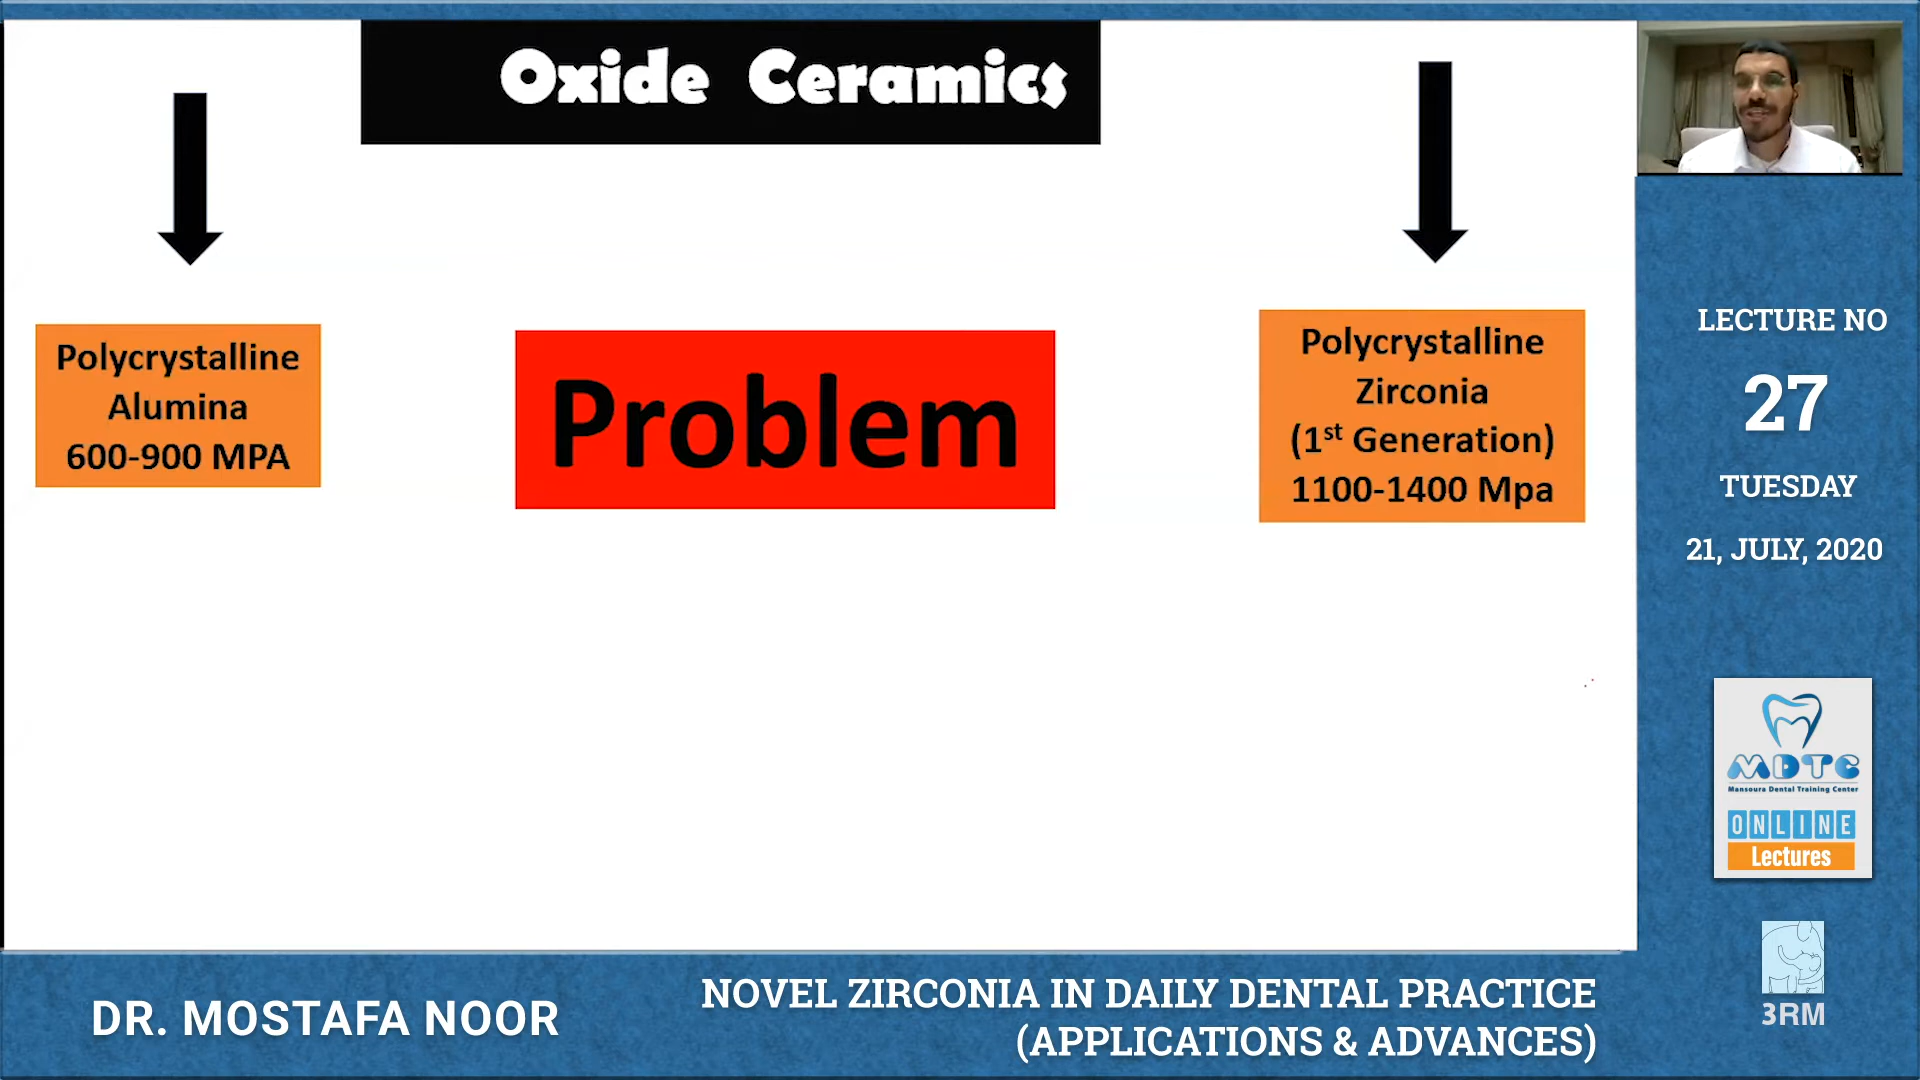 Oxide Ceramics
Polycrystalline
Alumina
600-900 MPA
Problem
Polycrystalline
Zirconia
(1st Generation)
1100-1400 Mpa
LECTURE NO
27
TUESDAY
21, JULY, 2020
MDTC
Mansoura Dental Training Center
ONLINE
Lectures
3RM
DR. MOSTAFA NOOR
NOVEL ZIRCONIA IN DAILY DENTAL PRACTICE
(APPLICATIONS & ADVANCES)